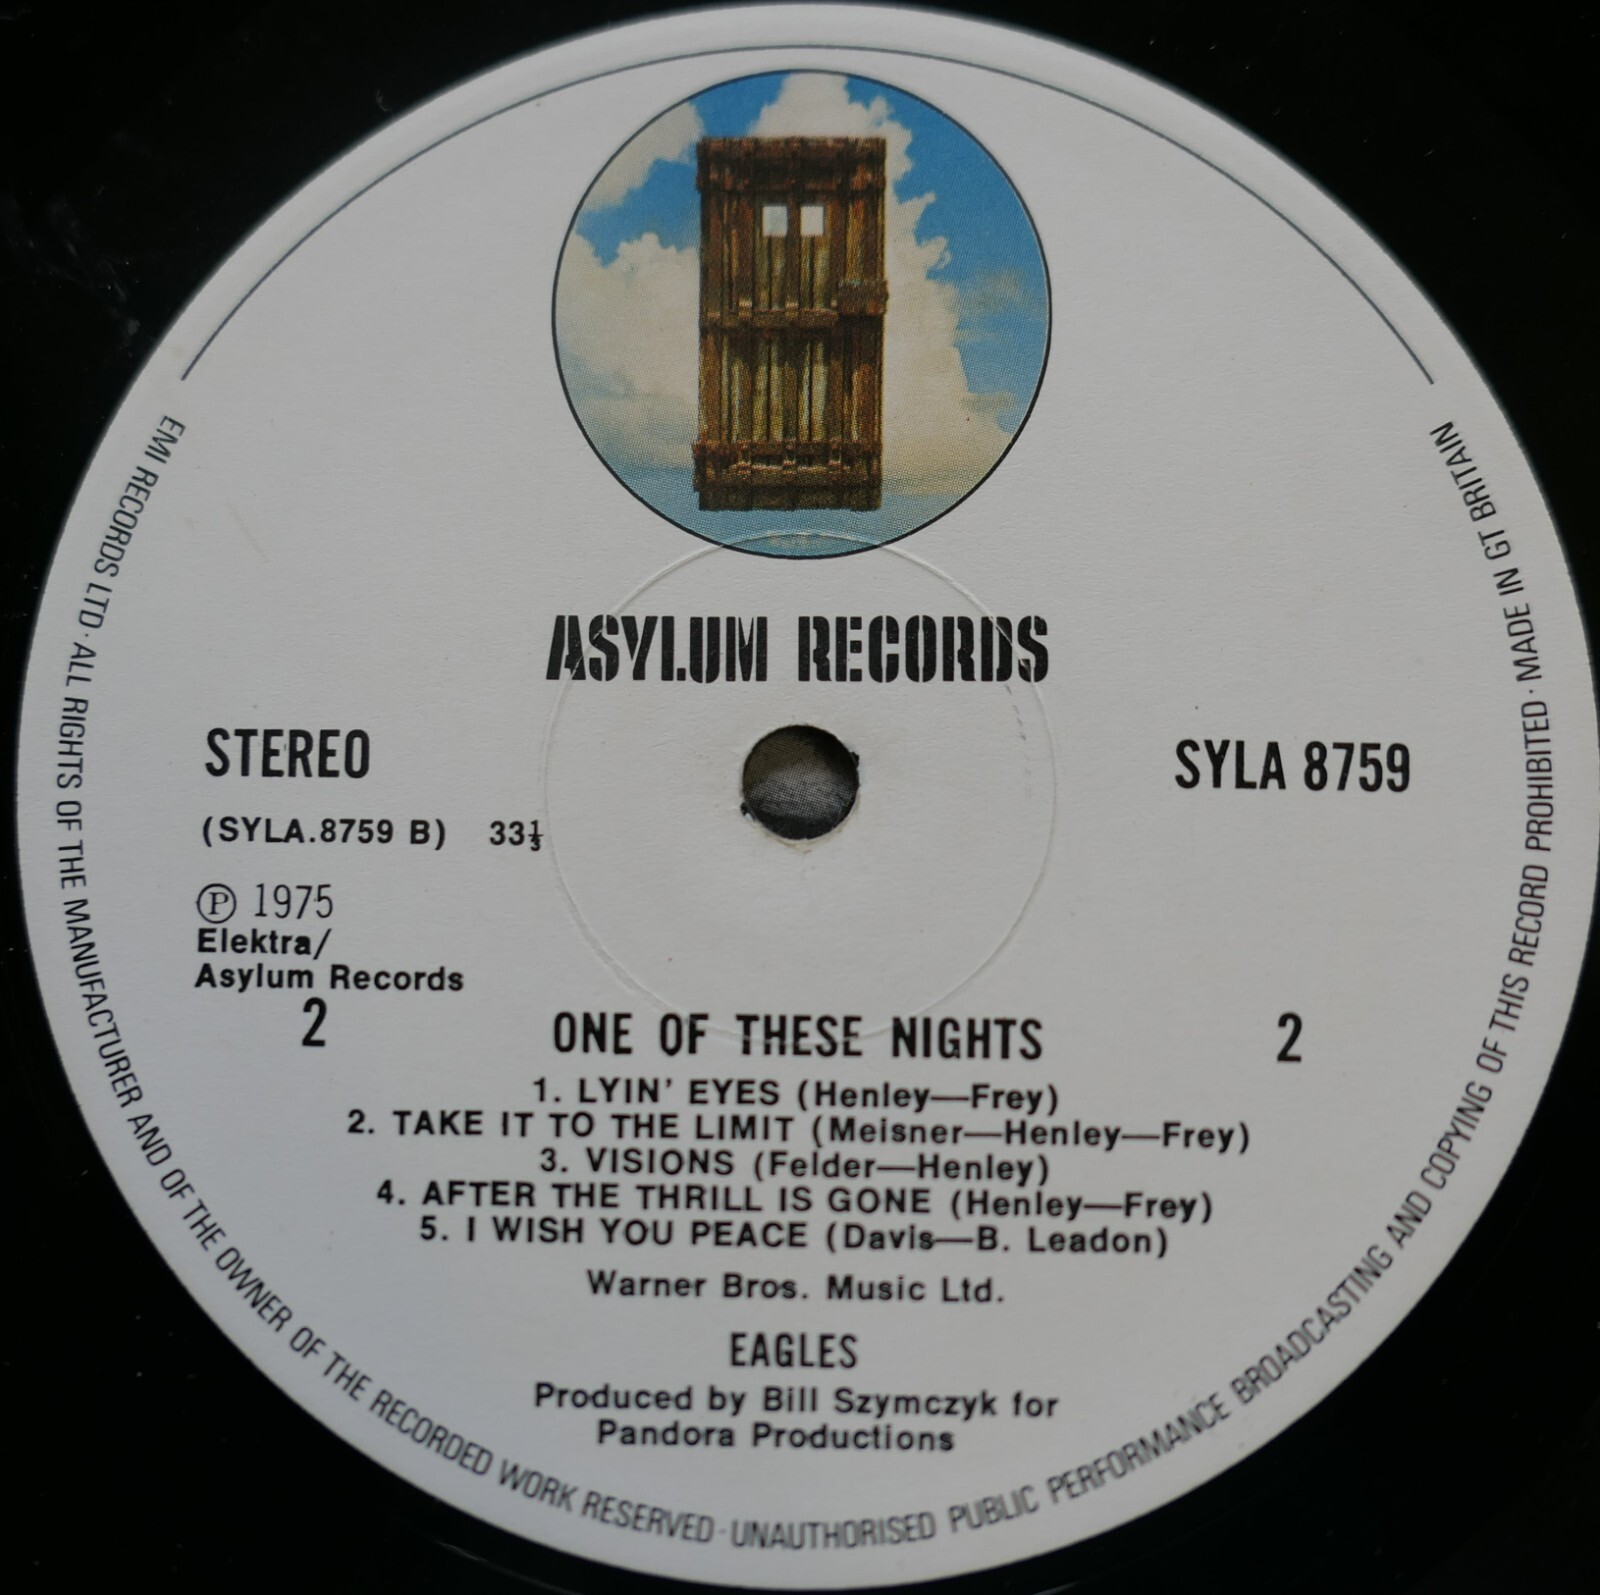 ASYLUM RECORDS
STEREO
SYLA 8759
(SYLA.8759 B) 33⅓
Ⓟ 1975
Elektra/
Asylum Records
2 ONE OF THESE NIGHTS 2
1. LYIN' EYES (Henley—Frey)
2. TAKE IT TO THE LIMIT (Meisner—Henley—Frey)
3. VISIONS (Felder—Henley)
4. AFTER THE THRILL IS GONE (Henley—Frey)
5. I WISH YOU PEACE (Davis—B. Leadon)
Warner Bros. Music Ltd.
EAGLES
Produced by Bill Szymczyk for
Pandora Productions
EMI RECORDS LTD · ALL RIGHTS OF THE MANUFACTURER AND OF THE OWNER OF THE RECORDED WORK RESERVED · UNAUTHORISED PUBLIC PERFORMANCE BROADCASTING AND COPYING OF THIS RECORD PROHIBITED · MADE IN GT BRITAIN